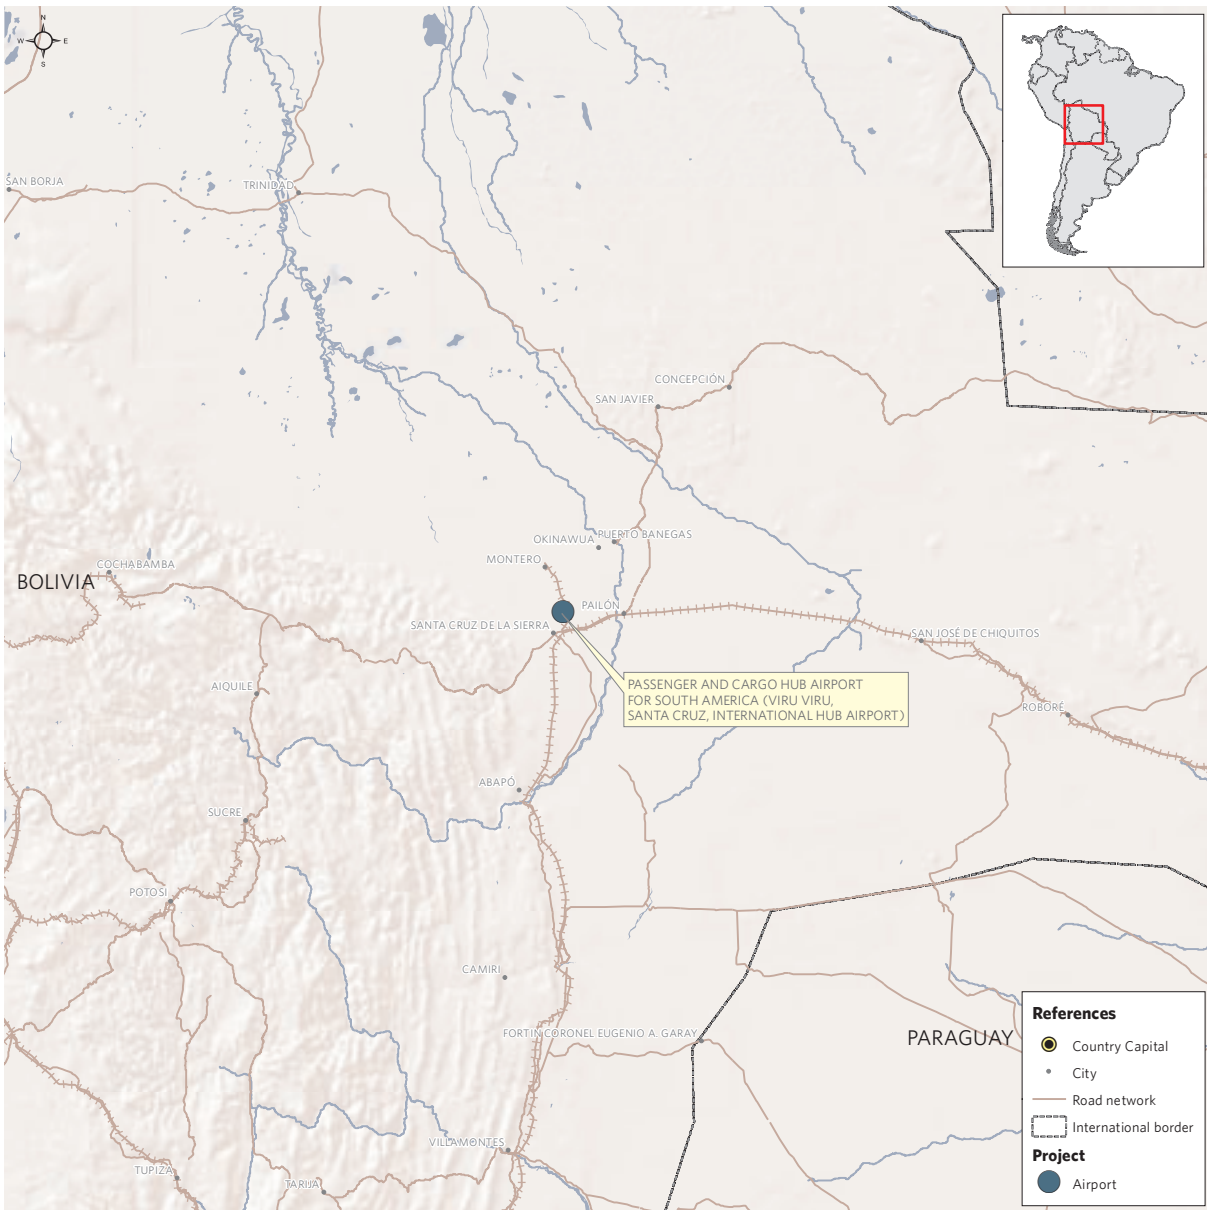 N
W
E
S
SAN BORJA
TRINIDAD
CONCEPCIÓN
SAN JAVIER
OKINAWUA
PUERTO BANEGAS
MONTERO
COCHABAMBA
BOLIVIA
PAILÓN
SANTA CRUZ DE LA SIERRA
SAN JOSÉ DE CHIQUITOS
PASSENGER AND CARGO HUB AIRPORT
FOR SOUTH AMERICA (VIRU VIRU,
SANTA CRUZ, INTERNATIONAL HUB AIRPORT)
AIQUILE
ROBORÉ
ABAPÓ
SUCRE
POTOSI
CAMIRI
FORTIN CORONEL EUGENIO A. GARAY
PARAGUAY
VILLAMONTES
TUPIZA
TARIJA
References
Country Capital
City
Road network
International border
Project
Airport